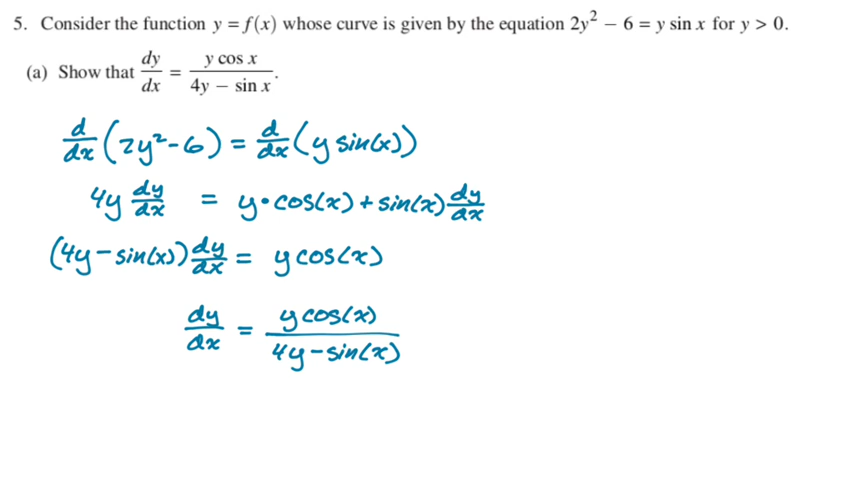 5. Consider the function y = f(x) whose curve is given by the equation 2y² − 6 = y sin x for y > 0.
(a) Show that dy/dx = (y cos x)/(4y − sin x).
d/dx (2y²-6) = d/dx (y sin(x))
4y dy/dx = y·cos(x) + sin(x) dy/dx
(4y - sin(x)) dy/dx = y cos(x)
dy/dx = (y cos(x))/(4y - sin(x))